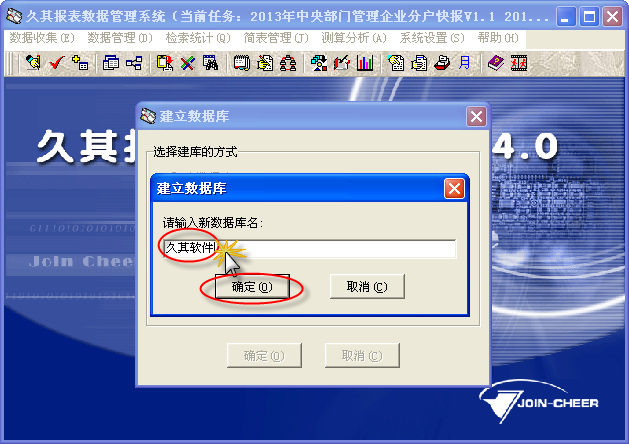 久其报表数据管理系统（当前任务：2013年中央部门管理企业分户快报V1.1 201...
数据收集(E) 数据管理(D) 检索统计(Q) 简表管理(T) 测算分析(A) 系统设置(S) 帮助(H)
月
建立数据库
久其 4.0
选择建库的方式
建立数据库
请输入新数据库名:
久其软件
Join Cheer
确定(O) 取消(C)
确定(O) 取消(C)
JOIN-CHEER